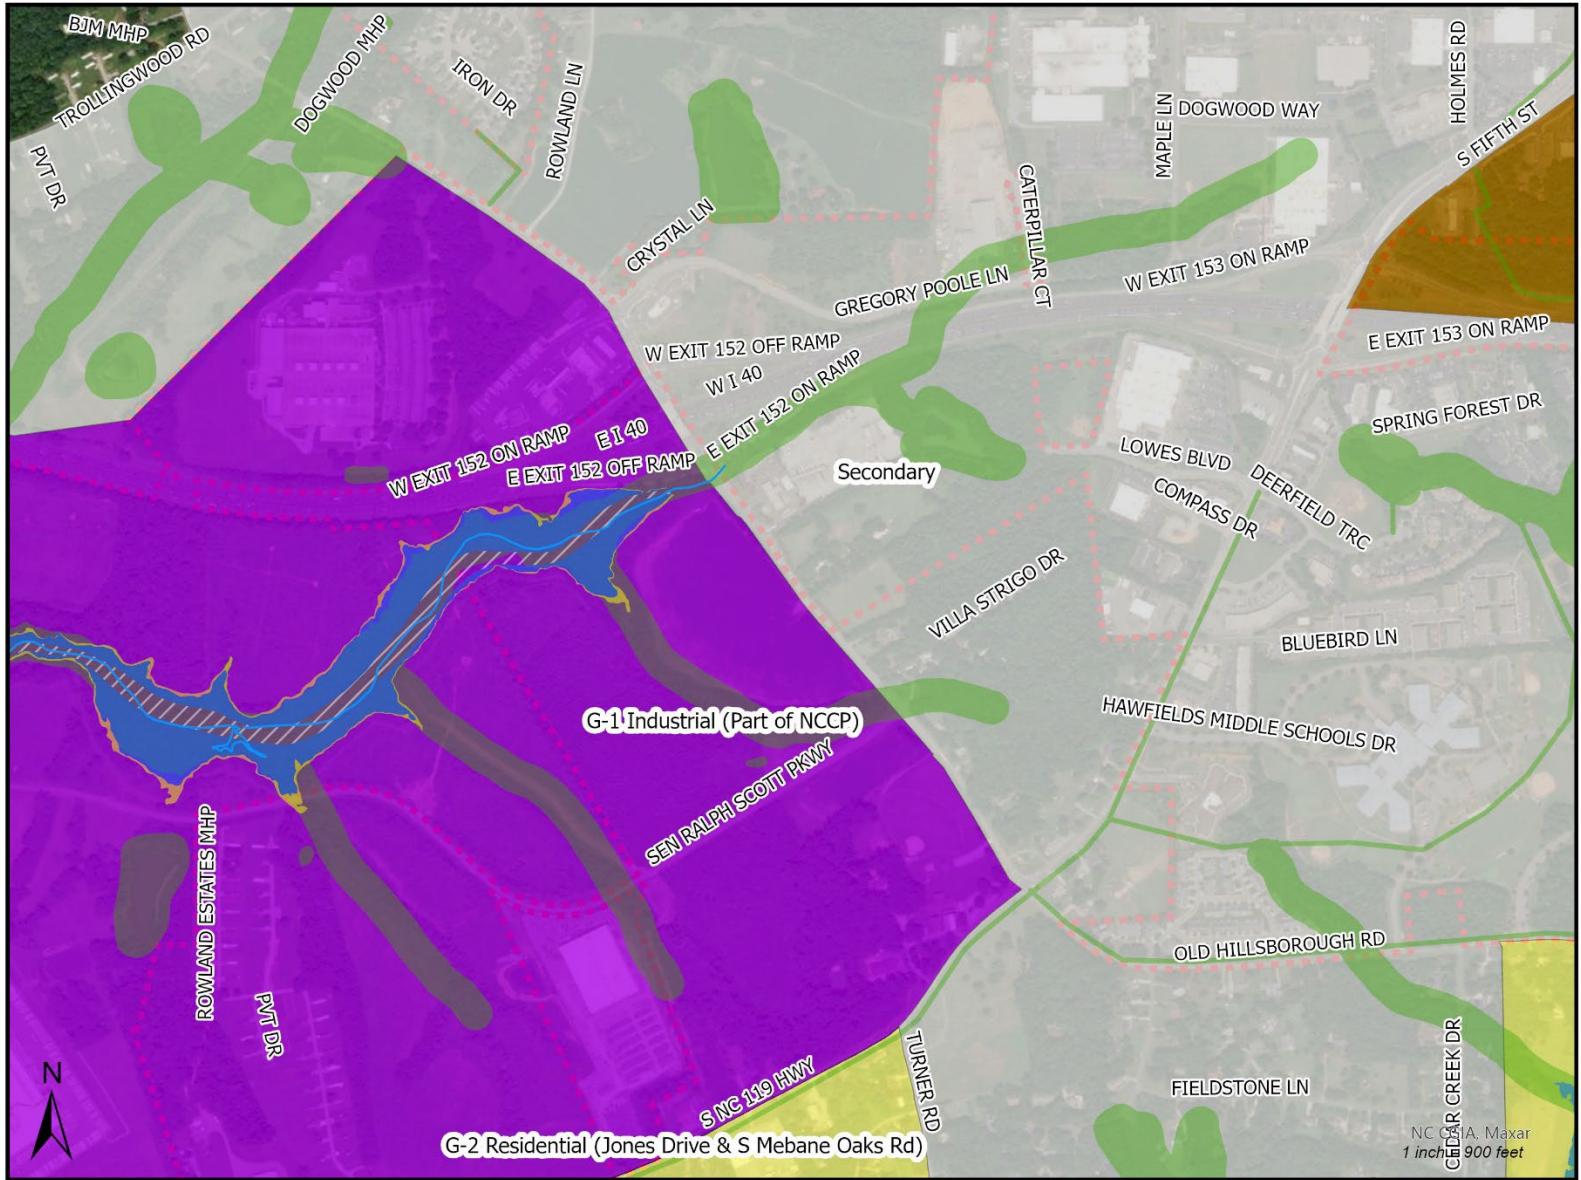 BJM MHP
TROLLINGWOOD RD
DOGWOOD MHP
IRON DR
ROWLAND LN
PVT DR
CRYSTAL LN
MAPLE LN
DOGWOOD WAY
HOLMES RD
S FIFTH ST
CATERPILLAR CT
GREGORY POOLE LN
W EXIT 153 ON RAMP
E EXIT 153 ON RAMP
W EXIT 152 OFF RAMP
W I 40
E EXIT 152 ON RAMP
E I 40
W EXIT 152 ON RAMP
E EXIT 152 OFF RAMP
Secondary
SPRING FOREST DR
LOWES BLVD
DEERFIELD TRC
COMPASS DR
VILLA STRIGO DR
BLUEBIRD LN
HAWFIELDS MIDDLE SCHOOLS DR
G-1 Industrial (Part of NCCP)
SEN RALPH SCOTT PKWY
ROWLAND ESTATES MHP
PVT DR
OLD HILLSBOROUGH RD
S NC 119 HWY
TURNER RD
FIELDSTONE LN
CEDAR CREEK DR
G-2 Residential (Jones Drive & S Mebane Oaks Rd)
N
NC CGIA, Maxar
1 inch = 900 feet